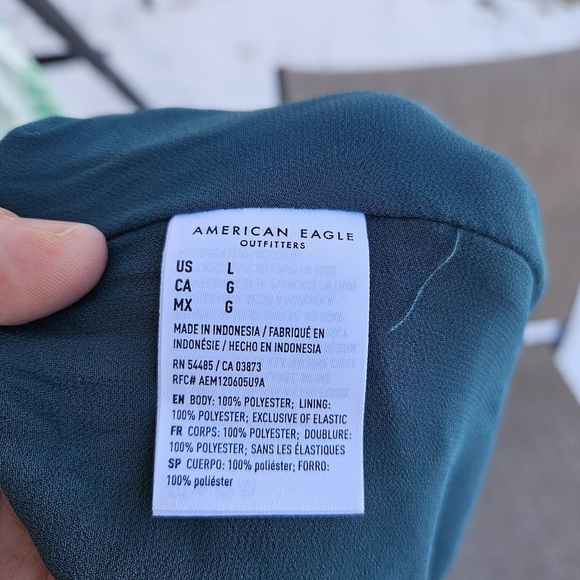 AMERICAN EAGLE
OUTFITTERS
US L
CA G
MX G
MADE IN INDONESIA / FABRIQUÉ EN
INDONÉSIE / HECHO EN INDONESIA
RN 54485 / CA 03873
RFC# AEM120605U9A
EN BODY: 100% POLYESTER; LINING:
100% POLYESTER; EXCLUSIVE OF ELASTIC
FR CORPS: 100% POLYESTER; DOUBLURE:
100% POLYESTER; SANS LES ÉLASTIQUES
SP CUERPO: 100% poliéster; FORRO:
100% poliéster